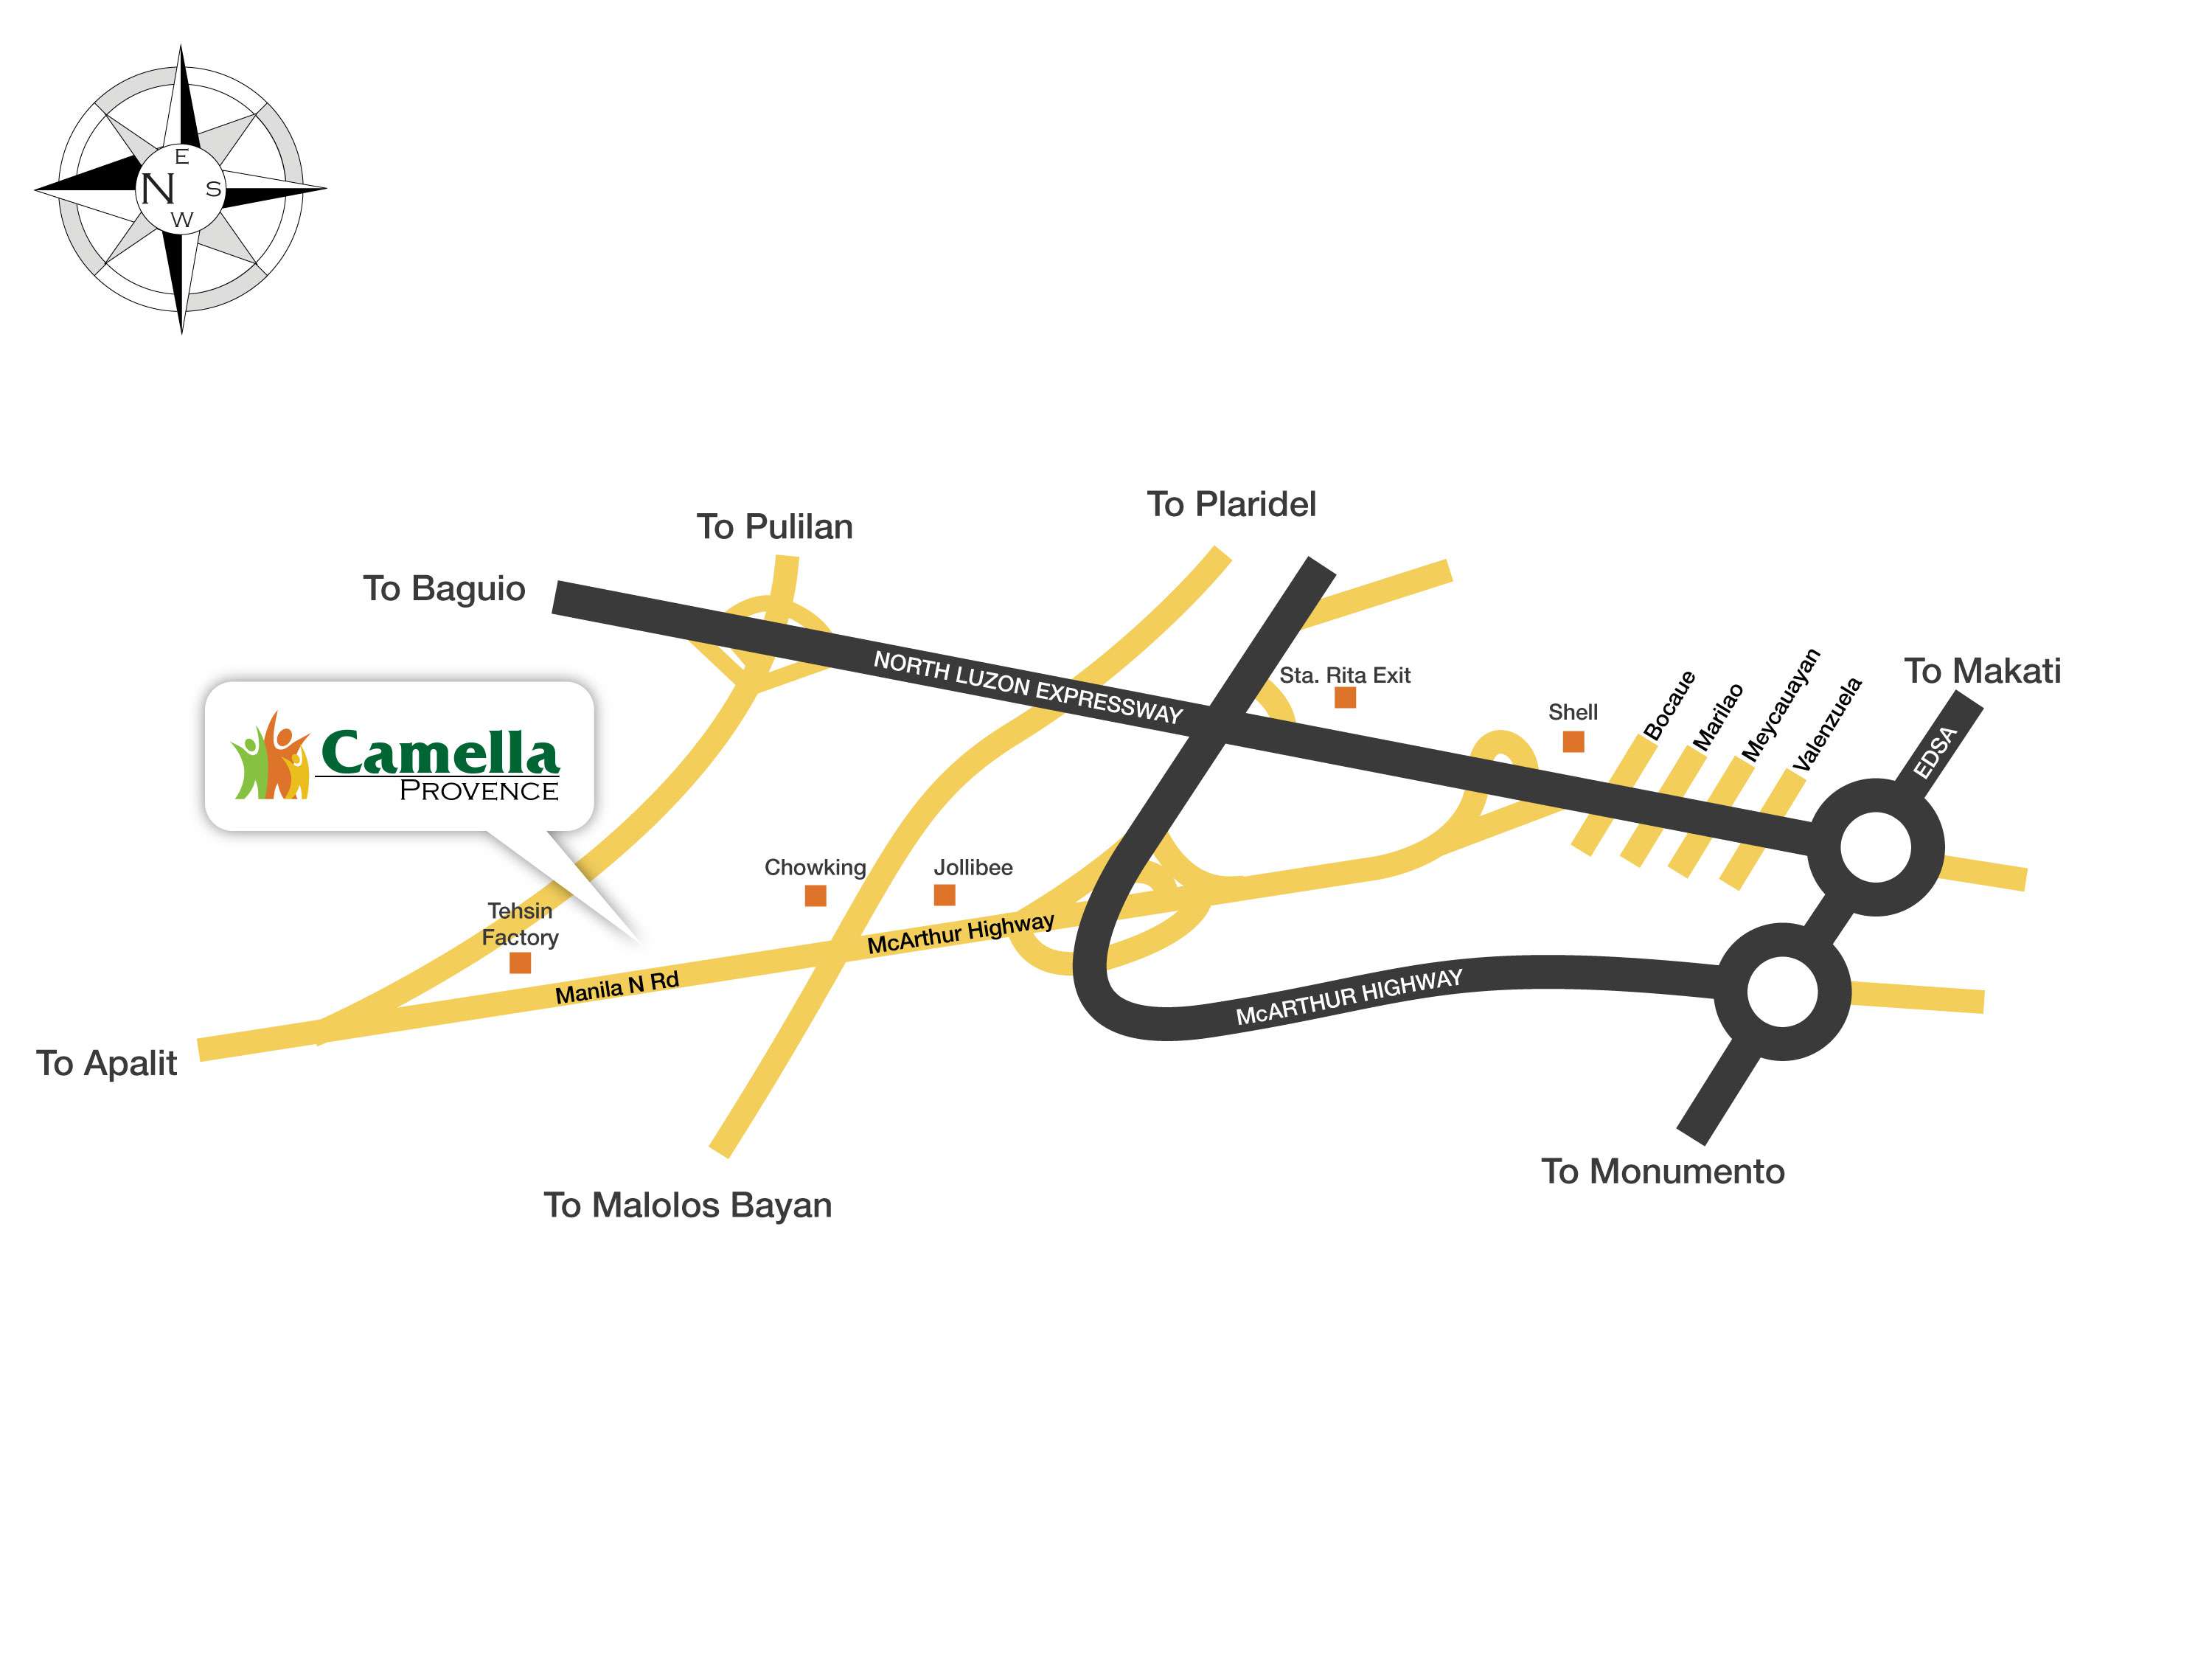 E
N
S
W
To Plaridel
To Pulilan
To Baguio
NORTH LUZON EXPRESSWAY
Sta. Rita Exit
Shell
Bocaue
Marilao
Meycauayan
Valenzuela
To Makati
EDSA
Camella
PROVENCE
Chowking
Jollibee
Tehsin
Factory
McArthur Highway
Manila N Rd
McARTHUR HIGHWAY
To Apalit
To Monumento
To Malolos Bayan